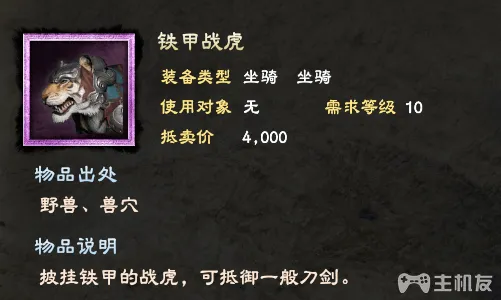 铁甲战虎
装备类型 坐骑 坐骑
使用对象 无 需求等级 10
抵卖价 4,000
物品出处
野兽、兽穴
物品说明
披挂铁甲的战虎，可抵御一般刀剑。
主机友